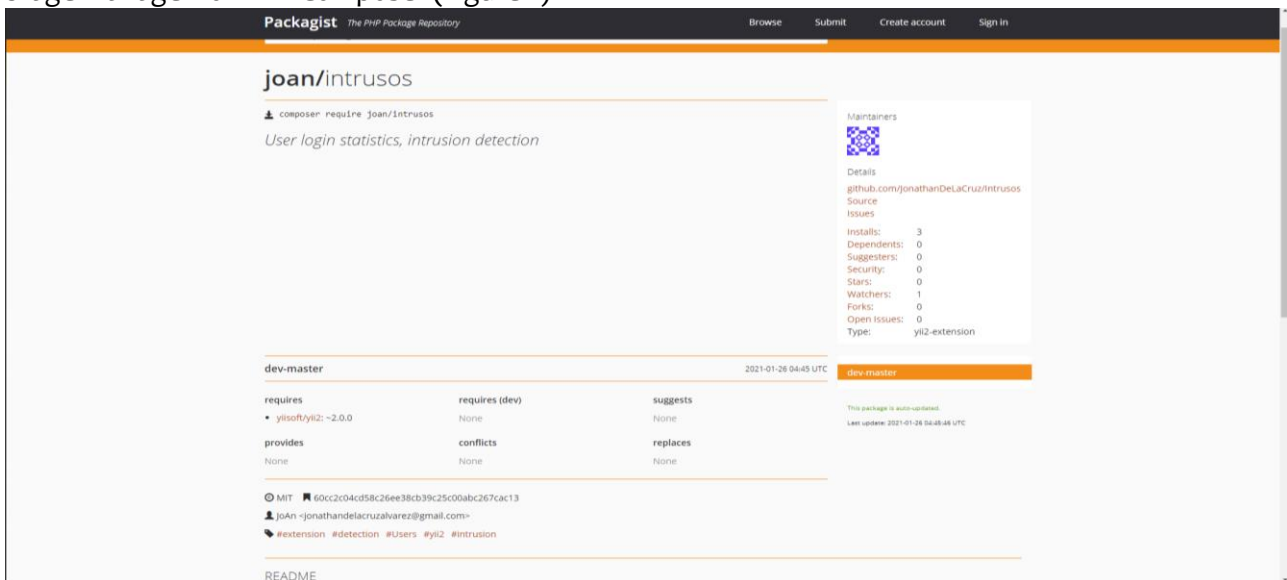 Packagist The PHP Package Repository
Browse Submit Create account Sign in
joan/intrusos
composer require joan/intrusos
User login statistics, intrusion detection
Maintainers
Details
github.com/JonathanDeLaCruz/Intrusos
Source
Issues
Installs: 3
Dependents: 0
Suggesters: 0
Security: 0
Stars: 0
Watchers: 1
Forks: 0
Open Issues: 0
Type: yii2-extension
dev-master 2021-01-26 04:45 UTC
requires requires (dev) suggests
yiisoft/yii2: ~2.0.0 None None
provides conflicts replaces
None None None
MIT 60cc2c04cd58c26ee38cb39c25c00abc267cac13
JoAn <jonathandelacruzalvarez@gmail.com>
#extension #detection #Users #yii2 #intrusion
dev-master
This package is auto-updated.
Last update: 2021-01-26 04:45:46 UTC
README